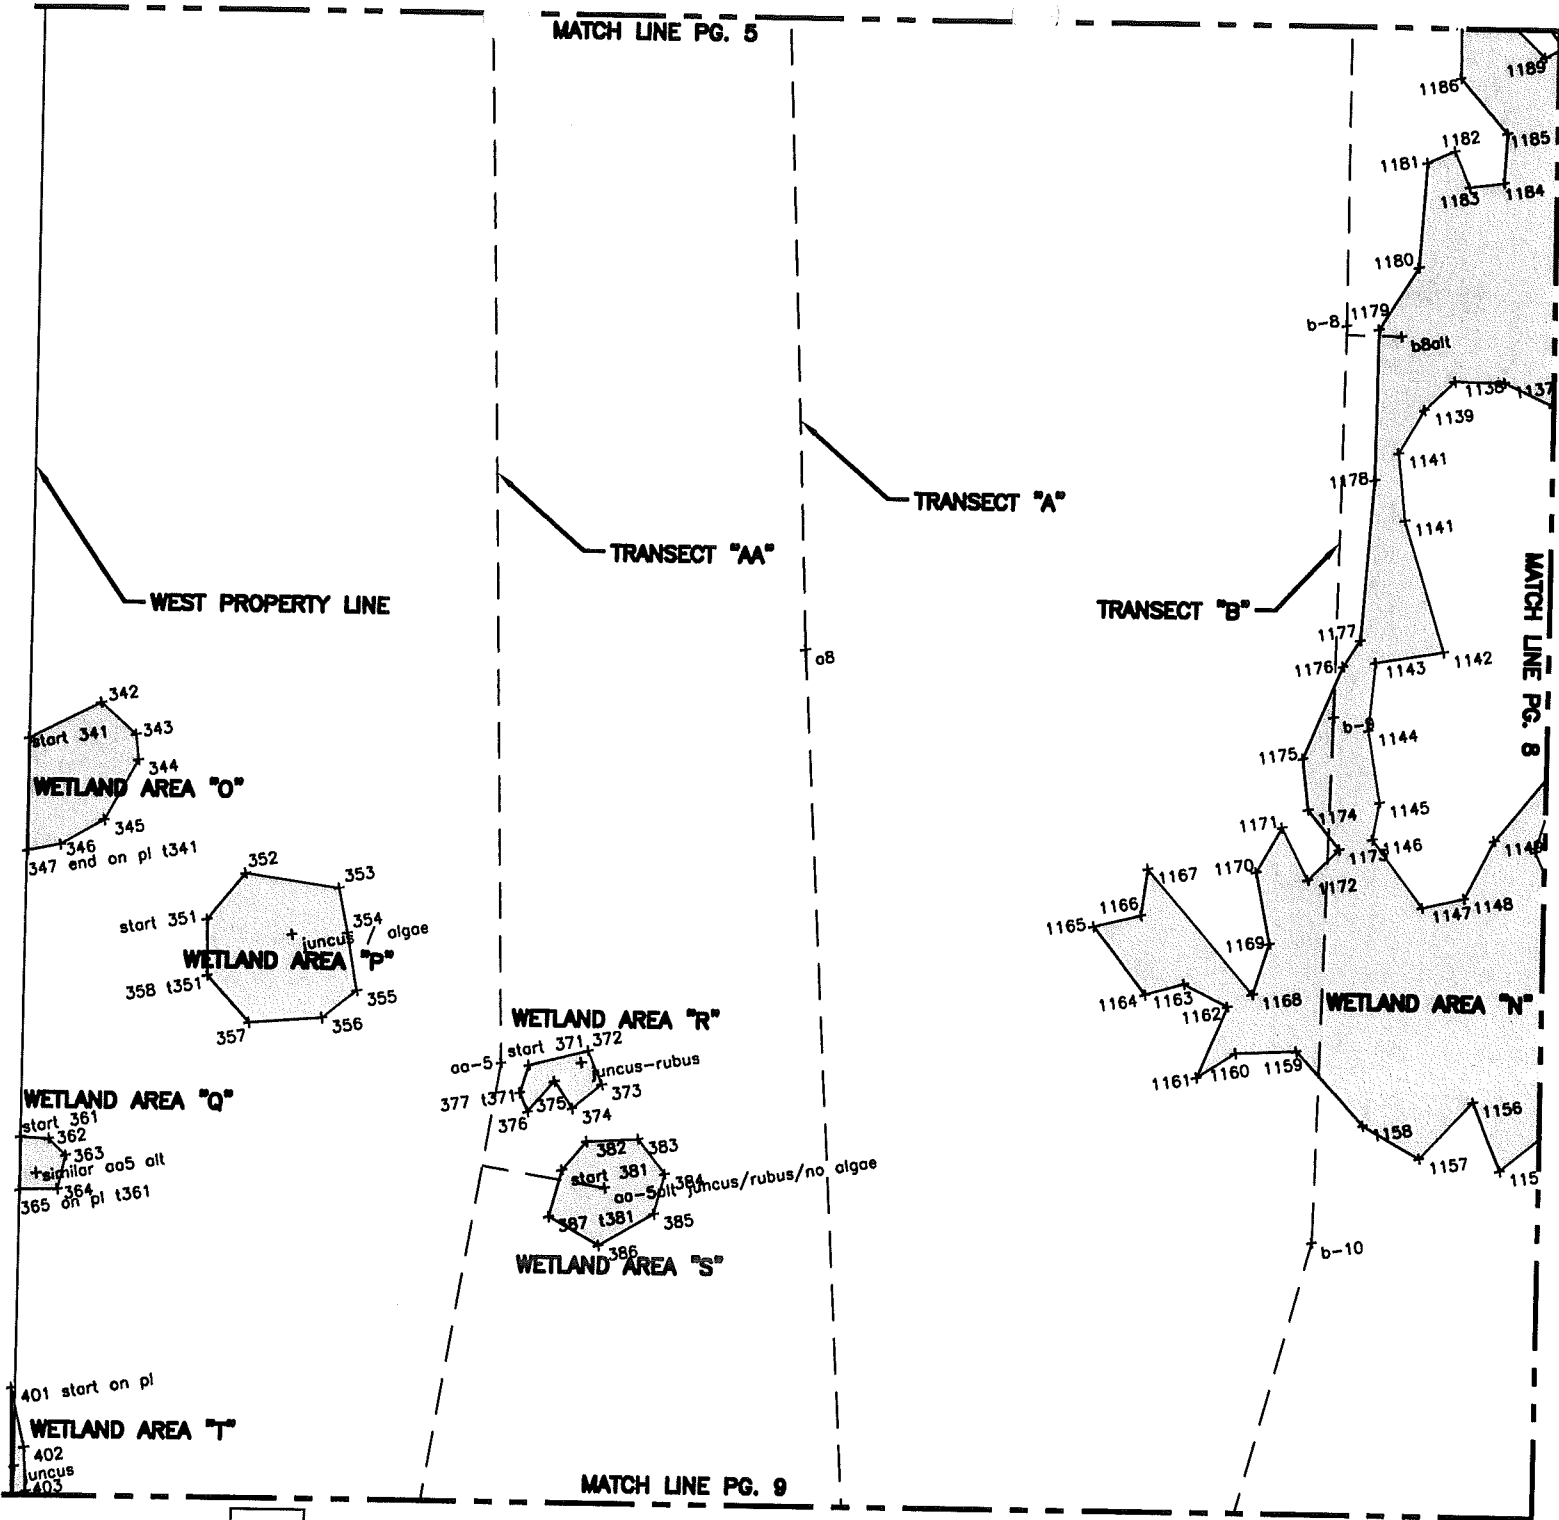 MATCH LINE PG. 5
1189
1186
1185
1182
1181
1183
1184
1180
b-8
1179
b8alt
1138
1137
1139
1141
1178
1141
TRANSECT "A"
TRANSECT "AA"
WEST PROPERTY LINE
TRANSECT "B"
MATCH LINE PG. 8
1177
1176
1143
1142
a8
342
343
start 341
344
b-9
1144
1175
WETLAND AREA "O"
345
346
347 end on pl t341
1145
1174
1171
1173
1146
352
353
1167
1170
1172
start 351
354
juncus / algae
1166
1165
1147
1148
WETLAND AREA "P"
1169
358 t351
355
356
357
1164
1163
1162
1168
WETLAND AREA "N"
WETLAND AREA "R"
start 371
372
aa-5
juncus-rubus
377 t371
373
375
374
376
1161
1160
1159
WETLAND AREA "Q"
start 361
362
363
similar aa5 alt
364
365 on pl t361
1156
1158
1157
115
382
383
start 381
384
aa-5alt juncus/rubus/no algae
387 t381
385
386
WETLAND AREA "S"
b-10
401 start on pl
WETLAND AREA "T"
402
juncus
403
MATCH LINE PG. 9